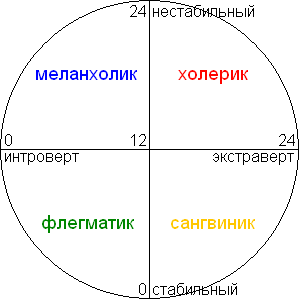 24 нестабильный
меланхолик холерик
0 12 24
интроверт экстраверт
флегматик сангвиник
0 стабильный